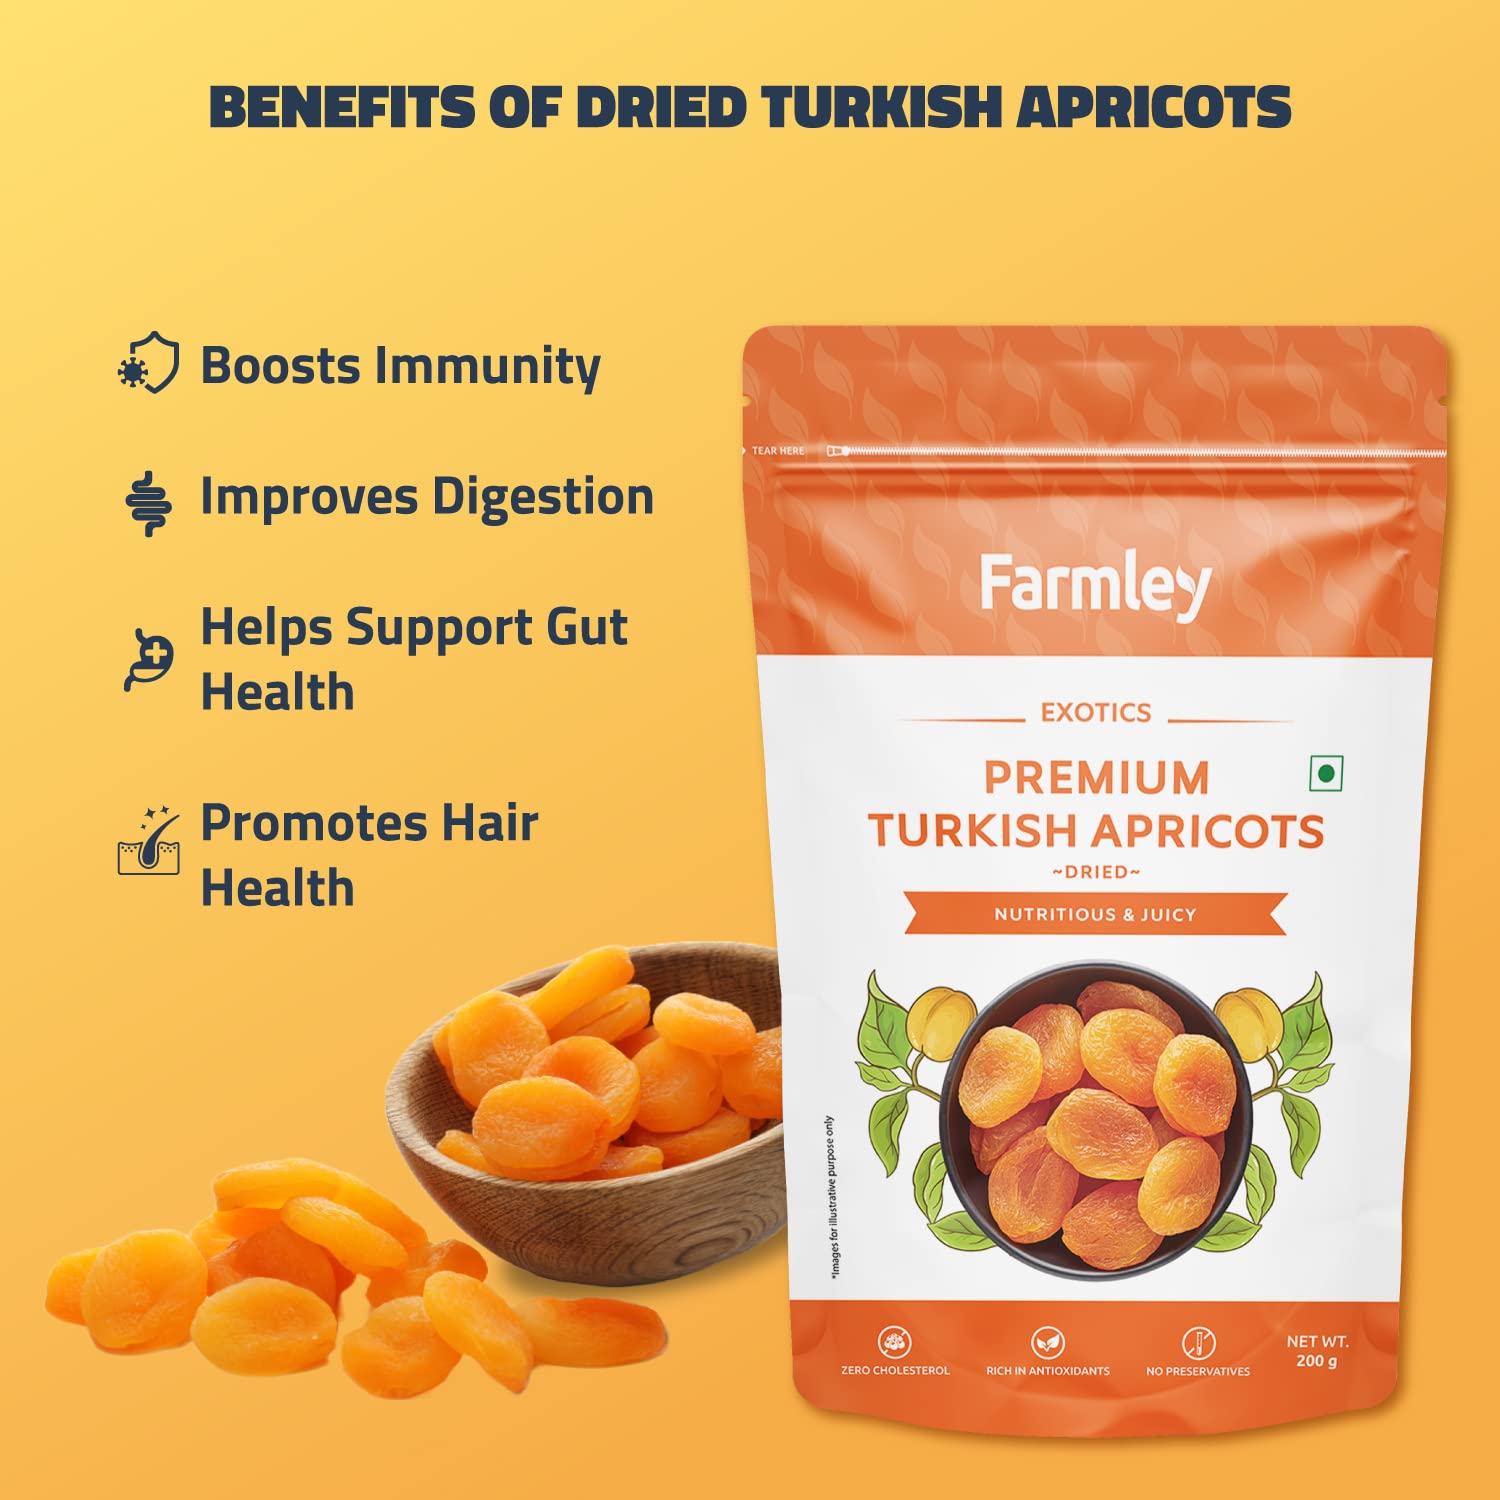 BENEFITS OF DRIED TURKISH APRICOTS
Boosts Immunity
Improves Digestion
Helps Support Gut
Health
Promotes Hair
Health
TEAR HERE
Farmley
EXOTICS
PREMIUM
TURKISH APRICOTS
~DRIED~
NUTRITIOUS & JUICY
*Images for illustrative purpose only
ZERO CHOLESTEROL
RICH IN ANTIOXIDANTS
NO PRESERVATIVES
NET WT.
200 g